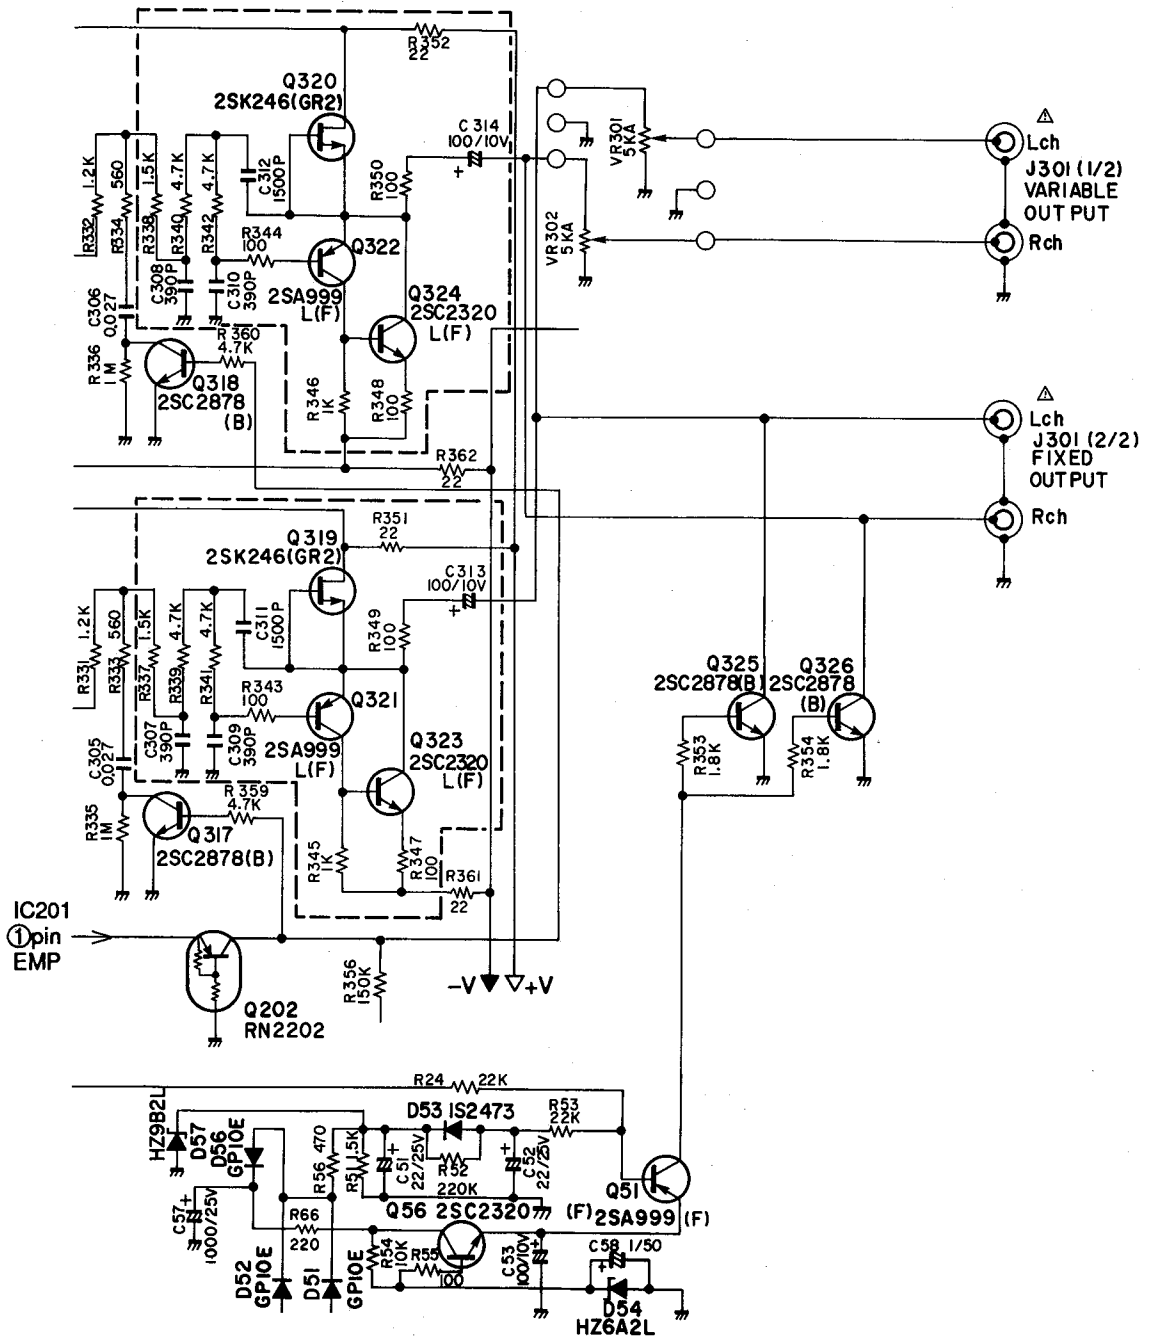 R352
22
Q320
2SK246(GR2)
R332 1.2K
R334 560
R338 1.5K
R340 4.7K
R342 4.7K
C312
1500P
R350
100
C314
100/10V
+
VR301
5KA
VR302
5KA
Lch
J301(1/2)
VARIABLE
OUTPUT
Rch
R344
100
Q322
2SA999
L(F)
C308
390P
C310
390P
Q324
2SC2320
L(F)
C306
0.027
R336
1M
R360
4.7K
Q318
2SC2878
(B)
R346
1K
R348
100
R362
22
Lch
J301(2/2)
FIXED
OUTPUT
Rch
Q319
2SK246(GR2)
R351
22
C313
100/10V
+
R331 1.2K
R333 560
R337 1.5K
R339 4.7K
R341 4.7K
C311
1500P
R349
100
R343
100
Q321
2SA999
L(F)
C307
390P
C309
390P
Q323
2SC2320
L(F)
C305
0.027
R335
1M
R359
4.7K
Q317
2SC2878(B)
R345
1K
R347
100
R361
22
Q325
2SC2878(B)
Q326
2SC2878
(B)
R353
1.8K
R354
1.8K
IC201
①pin
EMP
R356
150K
-V
+V
Q202
RN2202
R24 22K
HZ9B2L
D57
D56
GP10E
R56 470
R51 1.5K
C51
22/25V
+
D53 1S2473
R52
220K
C52
22/25V
+
R53
22K
Q51
2SA999(F)
C57
1000/25V
+
R66
220
Q56 2SC2320 (F)
R54
10K
R55
100
C53
100/10V
+
C58 1/50
+
D52
GP10E
D51
GP10E
D54
HZ6A2L